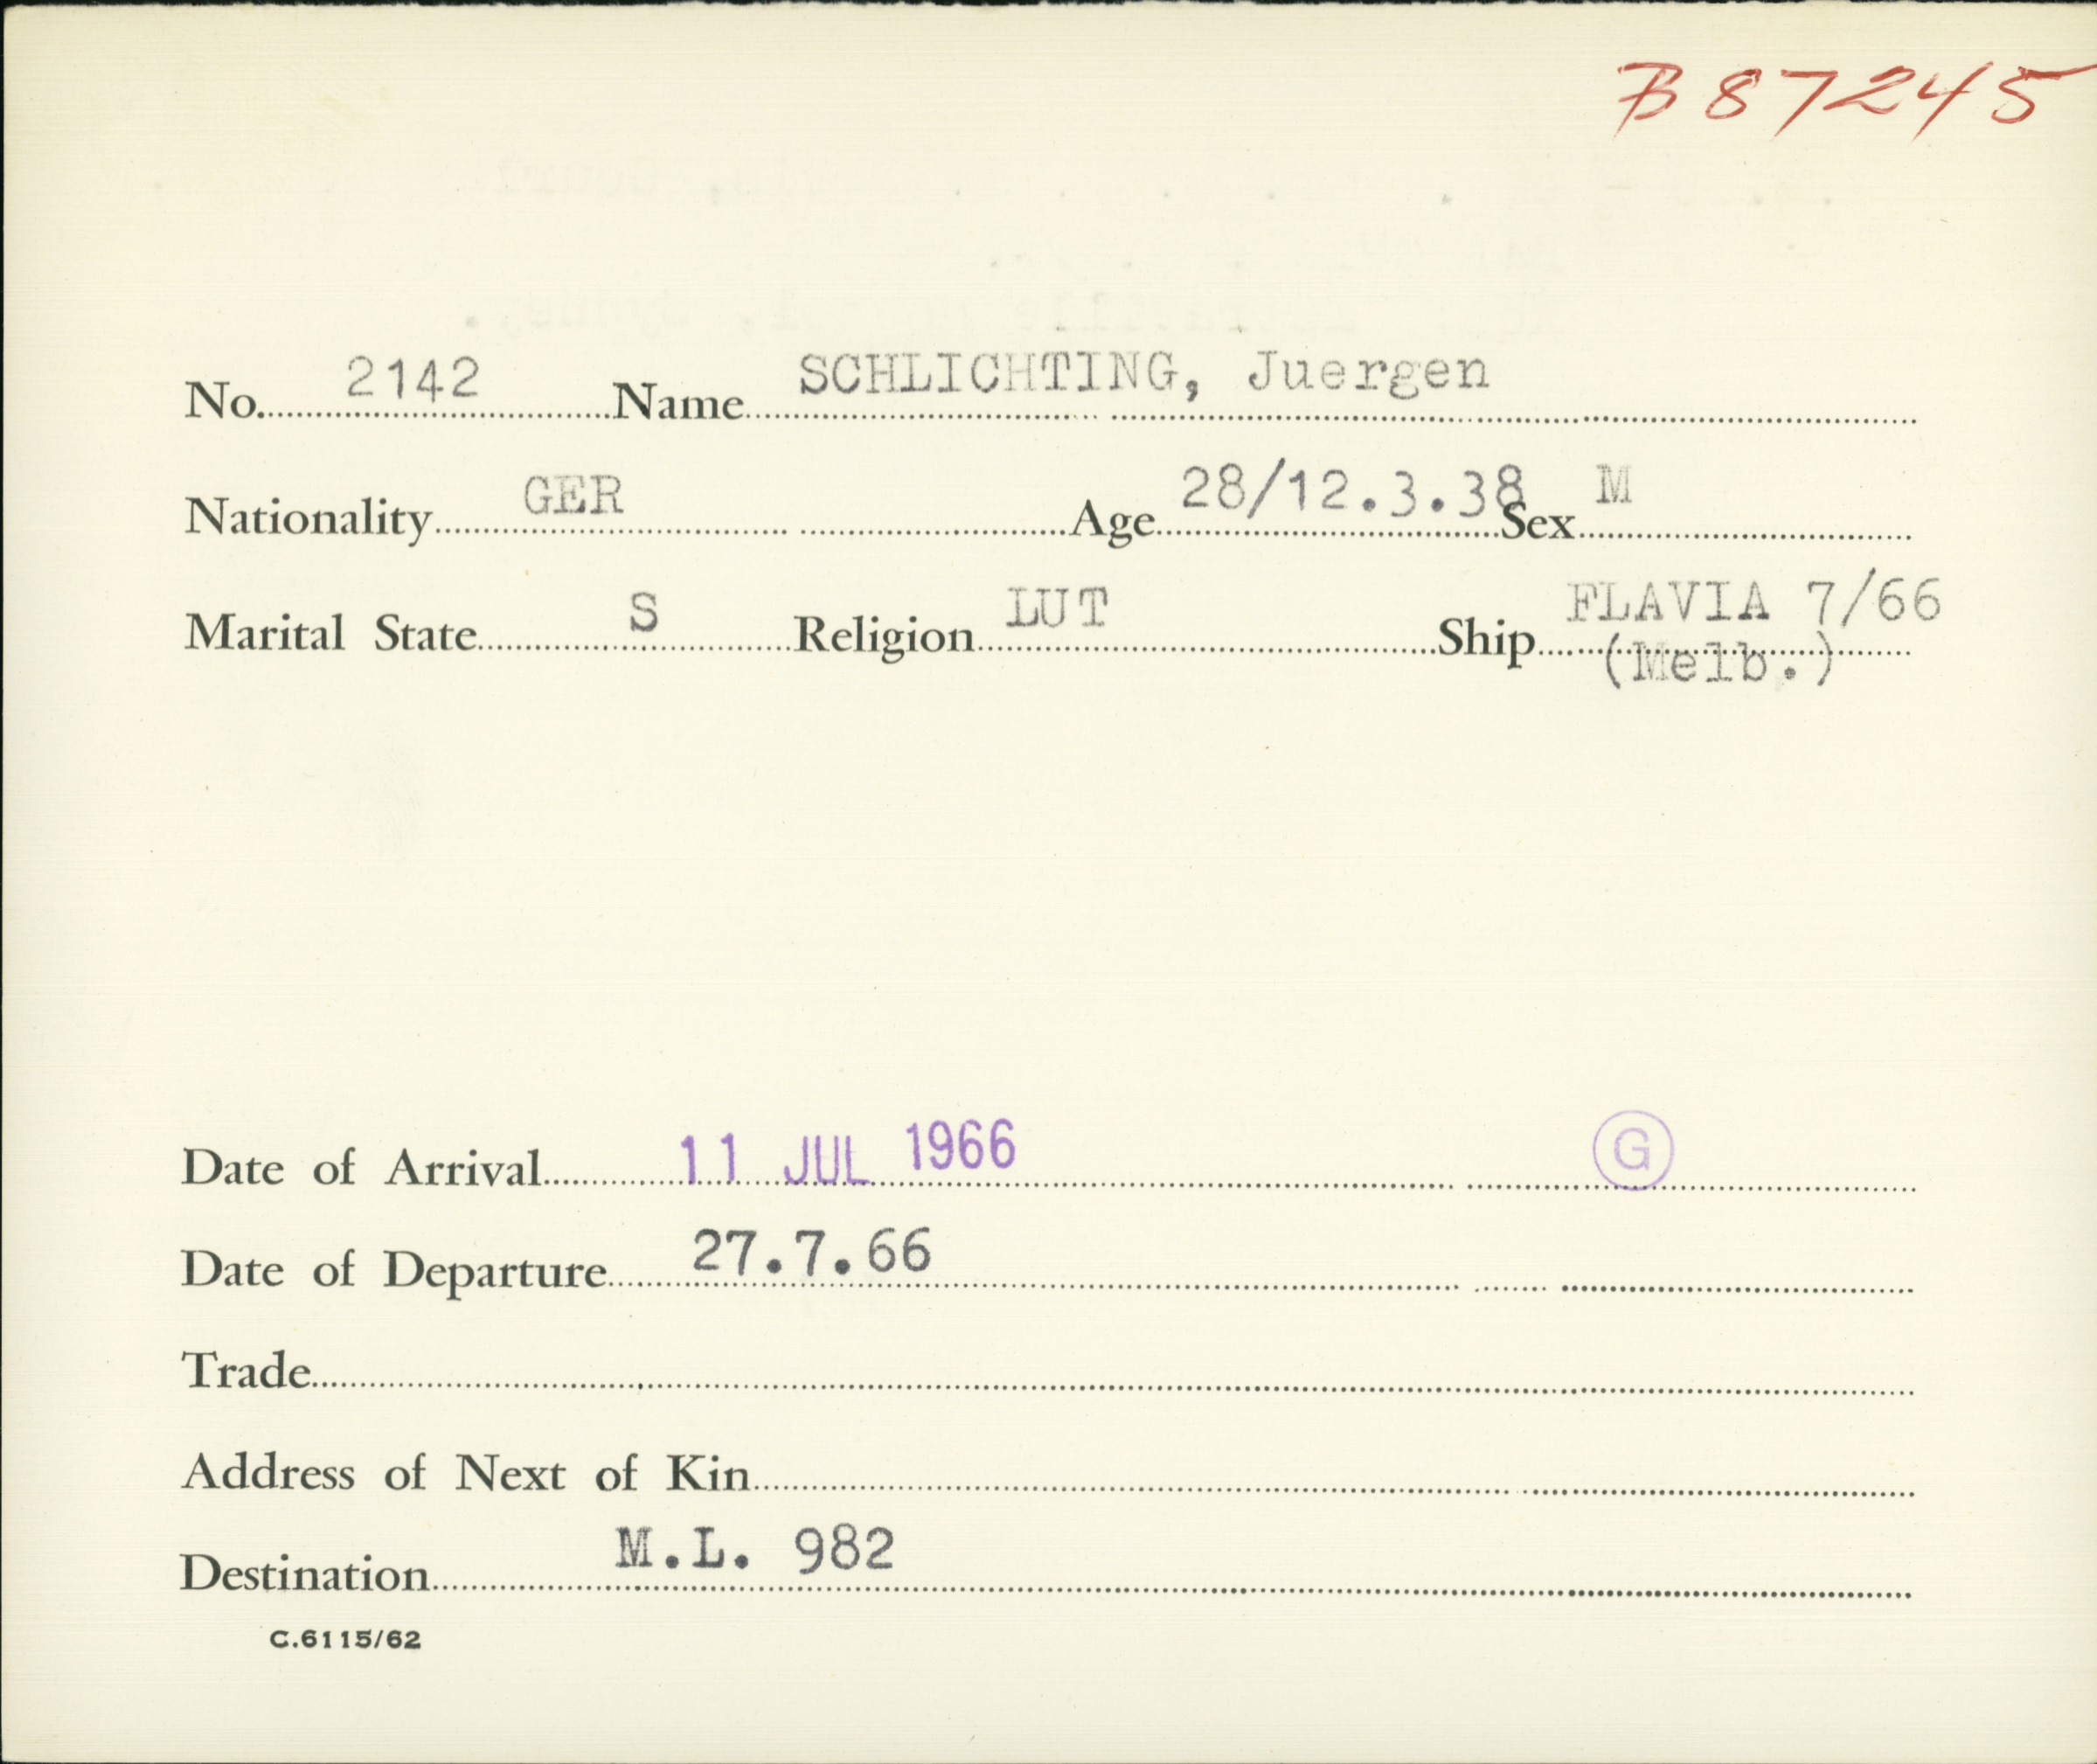 B 87245
No. 2142 Name SCHLICHTING, Juergen
Nationality GER Age 28/12.3.38 Sex M
Marital State S Religion LUT Ship FLAVIA 7/66
(Melb.)
Date of Arrival 11 JUL 1966 G
Date of Departure 27.7.66
Trade
Address of Next of Kin
Destination M.L. 982
C.6115/62